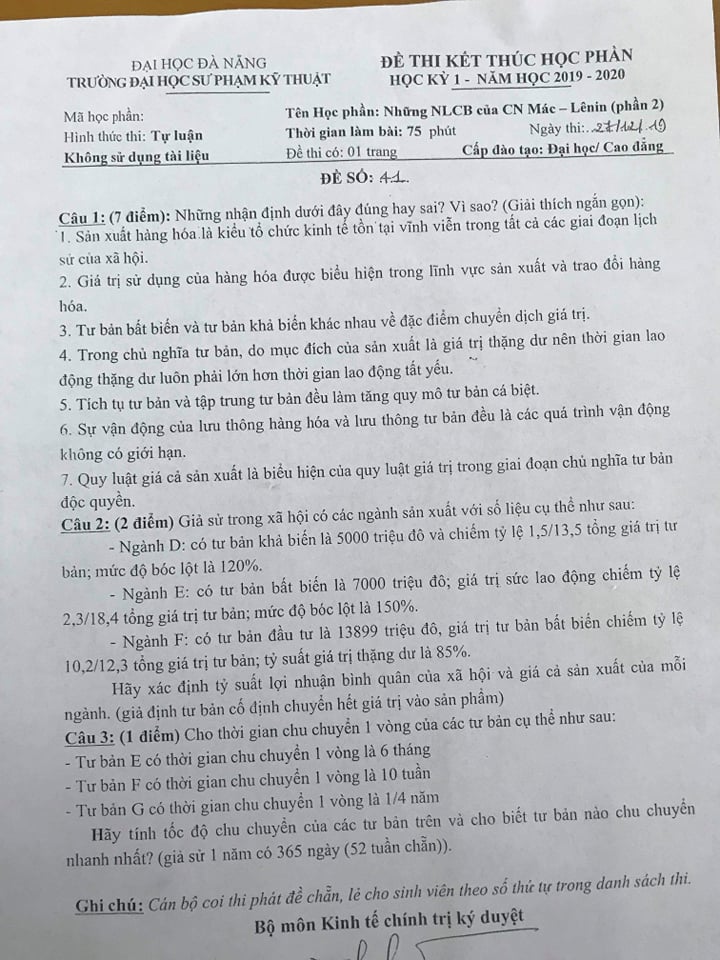 ĐẠI HỌC ĐÀ NẴNG
TRƯỜNG ĐẠI HỌC SƯ PHẠM KỸ THUẬT
ĐỀ THI KẾT THÚC HỌC PHẦN
HỌC KỲ 1 - NĂM HỌC 2019 - 2020
Mã học phần:
Tên Học phần: Những NLCB của CN Mác – Lênin (phần 2)
Hình thức thi: Tự luận
Thời gian làm bài: 75 phút
Ngày thi: 27/12/19
Không sử dụng tài liệu
Đề thi có: 01 trang
Cấp đào tạo: Đại học/ Cao đẳng
ĐỀ SỐ: 41.
Câu 1: (7 điểm): Những nhận định dưới đây đúng hay sai? Vì sao? (Giải thích ngắn gọn):
1. Sản xuất hàng hóa là kiểu tổ chức kinh tế tồn tại vĩnh viễn trong tất cả các giai đoạn lịch
sử của xã hội.
2. Giá trị sử dụng của hàng hóa được biểu hiện trong lĩnh vực sản xuất và trao đổi hàng
hóa.
3. Tư bản bất biến và tư bản khả biến khác nhau về đặc điểm chuyển dịch giá trị.
4. Trong chủ nghĩa tư bản, do mục đích của sản xuất là giá trị thặng dư nên thời gian lao
động thặng dư luôn phải lớn hơn thời gian lao động tất yếu.
5. Tích tụ tư bản và tập trung tư bản đều làm tăng quy mô tư bản cá biệt.
6. Sự vận động của lưu thông hàng hóa và lưu thông tư bản đều là các quá trình vận động
không có giới hạn.
7. Quy luật giá cả sản xuất là biểu hiện của quy luật giá trị trong giai đoạn chủ nghĩa tư bản
độc quyền.
Câu 2: (2 điểm) Giả sử trong xã hội có các ngành sản xuất với số liệu cụ thể như sau:
- Ngành D: có tư bản khả biến là 5000 triệu đô và chiếm tỷ lệ 1,5/13,5 tổng giá trị tư
bản; mức độ bóc lột là 120%.
- Ngành E: có tư bản bất biến là 7000 triệu đô; giá trị sức lao động chiếm tỷ lệ
2,3/18,4 tổng giá trị tư bản; mức độ bóc lột là 150%.
- Ngành F: có tư bản đầu tư là 13899 triệu đô, giá trị tư bản bất biến chiếm tỷ lệ
10,2/12,3 tổng giá trị tư bản; tỷ suất giá trị thặng dư là 85%.
Hãy xác định tỷ suất lợi nhuận bình quân của xã hội và giá cả sản xuất của mỗi
ngành. (giả định tư bản cố định chuyển hết giá trị vào sản phẩm)
Câu 3: (1 điểm) Cho thời gian chu chuyển 1 vòng của các tư bản cụ thể như sau:
- Tư bản E có thời gian chu chuyển 1 vòng là 6 tháng
- Tư bản F có thời gian chu chuyển 1 vòng là 10 tuần
- Tư bản G có thời gian chu chuyển 1 vòng là 1/4 năm
Hãy tính tốc độ chu chuyển của các tư bản trên và cho biết tư bản nào chu chuyển
nhanh nhất? (giả sử 1 năm có 365 ngày (52 tuần chẵn)).
Ghi chú: Cán bộ coi thi phát đề chẵn, lẻ cho sinh viên theo số thứ tự trong danh sách thi.
Bộ môn Kinh tế chính trị ký duyệt